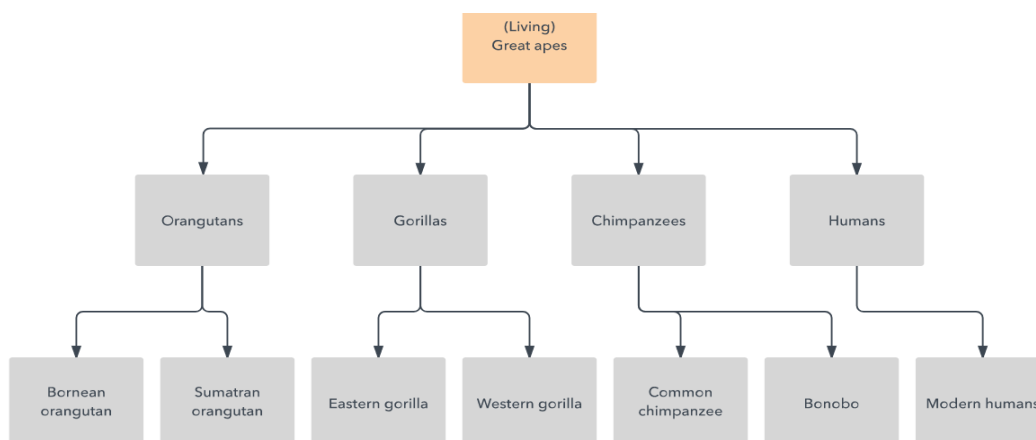 (Living)
Great apes
Orangutans
Gorillas
Chimpanzees
Humans
Bornean
orangutan
Sumatran
orangutan
Eastern gorilla
Western gorilla
Common
chimpanzee
Bonobo
Modern humans